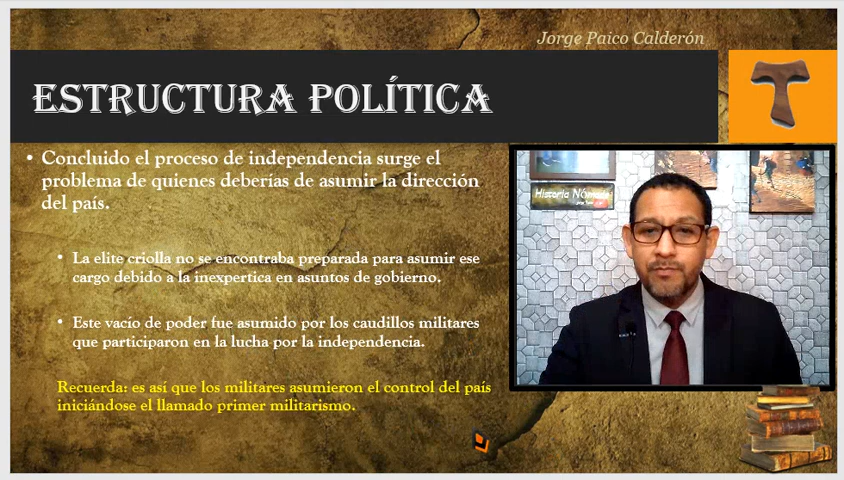 Jorge Paico Calderón
ESTRUCTURA POLÍTICA
• Concluido el proceso de independencia surge el
problema de quienes deberías de asumir la dirección
del país.
• La elite criolla no se encontraba preparada para asumir ese
cargo debido a la inexpertica en asuntos de gobierno.
• Este vacío de poder fue asumido por los caudillos militares
que participaron en la lucha por la independencia.
Recuerda: es así que los militares asumieron el control del país
iniciándose el llamado primer militarismo.
Historia